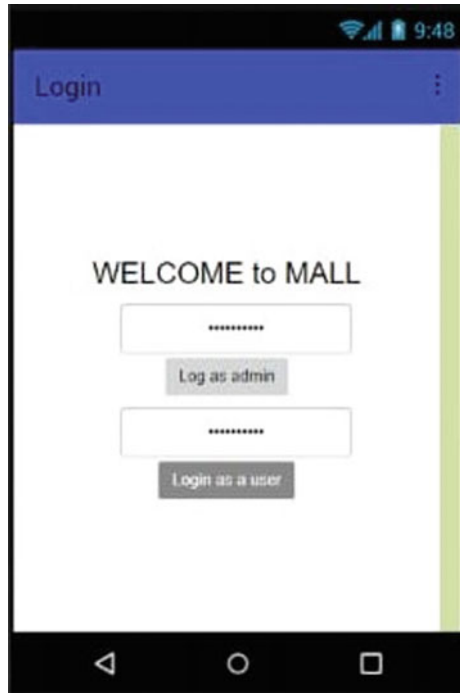 9:48
Login
WELCOME to MALL
••••••••••
Log as admin
••••••••••
Login as a user